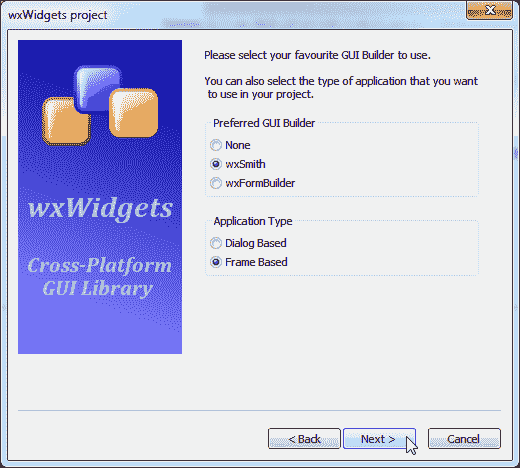 wxWidgets project
wxWidgets
Cross-Platform
GUI Library
Please select your favourite GUI Builder to use.
You can also select the type of application that you want
to use in your project.
Preferred GUI Builder
None
wxSmith
wxFormBuilder
Application Type
Dialog Based
Frame Based
< Back
Next >
Cancel